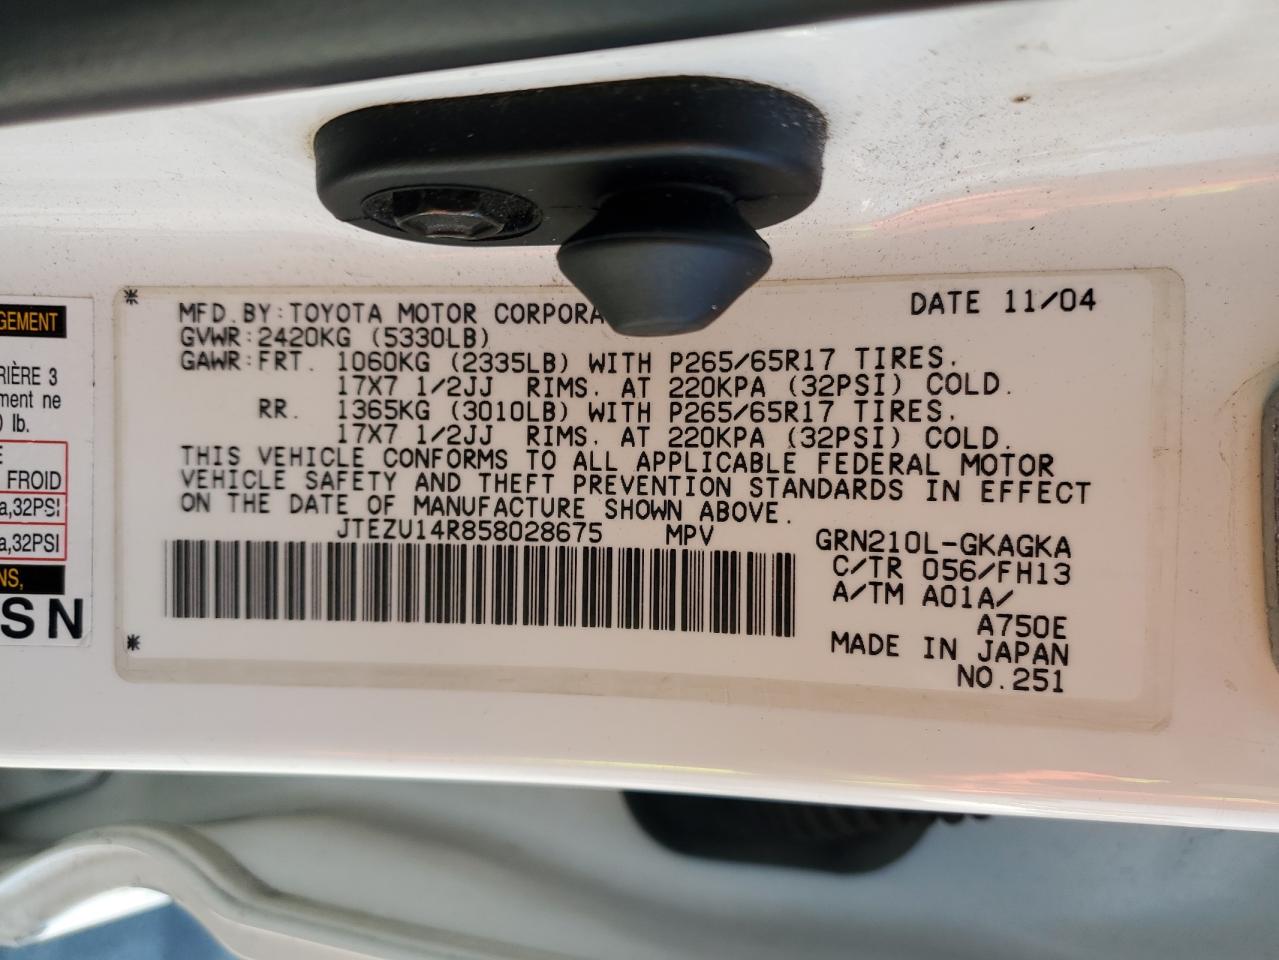 GEMENT
RIÈRE 3
ment ne
lb.
E
FROID
a,32PSI
a,32PSI
NS,
SN
* MFD. BY: TOYOTA MOTOR CORPORA DATE 11/04
GVWR: 2420KG (5330LB)
GAWR: FRT. 1060KG (2335LB) WITH P265/65R17 TIRES.
17X7 1/2JJ RIMS. AT 220KPA (32PSI) COLD.
RR. 1365KG (3010LB) WITH P265/65R17 TIRES.
17X7 1/2JJ RIMS. AT 220KPA (32PSI) COLD.
THIS VEHICLE CONFORMS TO ALL APPLICABLE FEDERAL MOTOR
VEHICLE SAFETY AND THEFT PREVENTION STANDARDS IN EFFECT
ON THE DATE OF MANUFACTURE SHOWN ABOVE.
JTEZU14R858028675 MPV
GRN210L-GKAGKA
C/TR 056/FH13
A/TM A01A/
A750E
* MADE IN JAPAN
NO.251